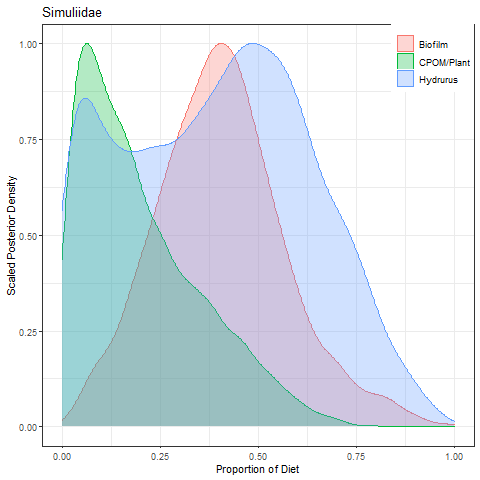 Simuliidae
Biofilm
CPOM/Plant
Hydrurus
Scaled Posterior Density
1.00
0.75
0.50
0.25
0.00
0.00 0.25 0.50 0.75 1.00
Proportion of Diet